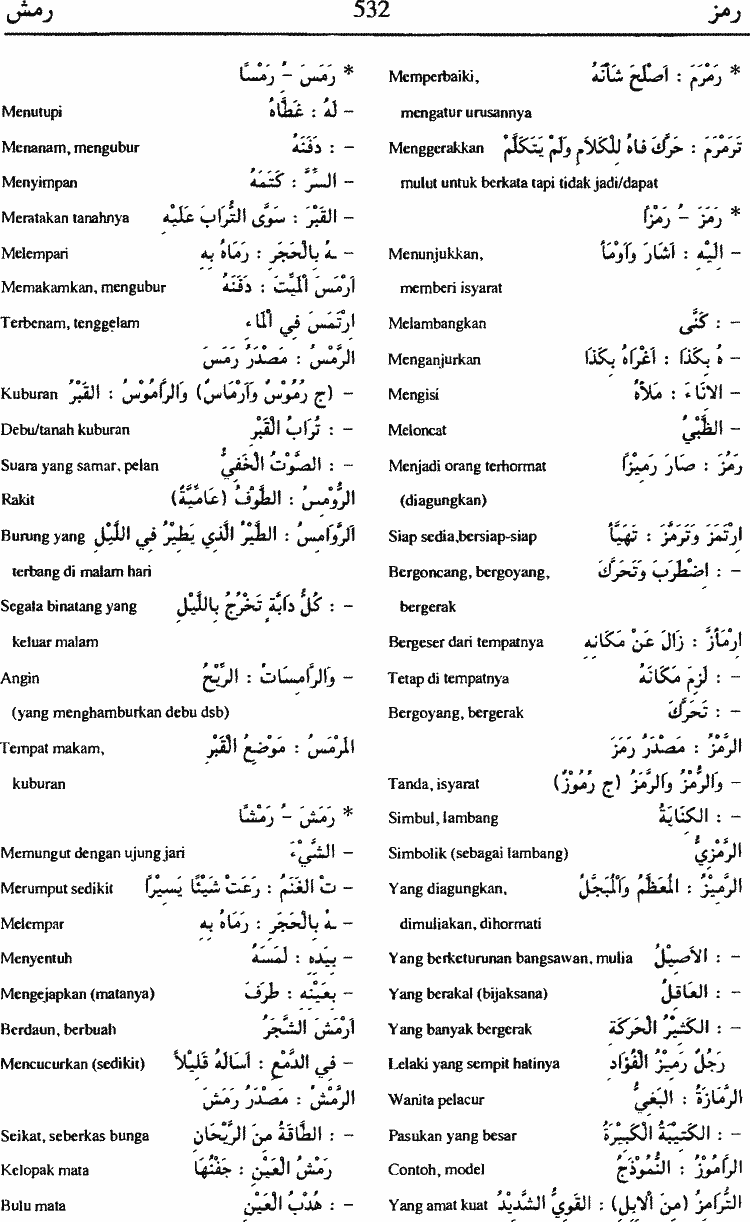 رمز 532 رمش
* رَمْرَمَ : اَصْلَحَ شَأْنَهُ Memperbaiki,
mengatur urusannya
تَرَمْرَمَ : حَرَّكَ فَاهُ لِلْكَلاَمِ وَلَمْ يَتَكَلَّمْ Menggerakkan
mulut untuk berkata tapi tidak jadi/dapat
* رَمَزَ – ُ رَمْزًا
– اِلَيْهِ : اَشَارَ وَاَوْمَأَ Menunjukkan,
memberi isyarat
– : كَنَّى Melambangkan
– هُ بِكَذَا : اَغْرَاهُ بِكَذَا Menganjurkan
– الاِنَاءَ : مَلأَهُ Mengisi
– الظَّبْيُ Meloncat
رَمُزَ : صَارَ رَمِيْزًا Menjadi orang terhormat
(diagungkan)
اِرْتَمَزَ وَتَرَمَّزَ : تَهَيَّأَ Siap sedia,bersiap-siap
– : اِضْطَرَبَ وَتَحَرَّكَ Bergoncang, bergoyang,
bergerak
اِرْمَأَزَّ : زَالَ عَنْ مَكَانِهِ Bergeser dari tempatnya
– : لَزِمَ مَكَانَهُ Tetap di tempatnya
– : تَحَرَّكَ Bergoyang, bergerak
الرَّمْزُ : مَصْدَرُ رَمَزَ
– وَالرُّمْزُ وَالرَّمَزُ (ج رُمُوْزٌ) Tanda, isyarat
– : الكِنَايَةُ Simbul, lambang
الرَّمْزِيُّ Simbolik (sebagai lambang)
الرَّمِيْزُ : المُعَظَّمُ وَالْمُبَجَّلُ Yang diagungkan,
dimuliakan, dihormati
– : الاَصِيْلُ Yang berketurunan bangsawan, mulia
– : العَاقِلُ Yang berakal (bijaksana)
– : الكَثِيْرُ الْحَرَكَةِ Yang banyak bergerak
رَجُلٌ رَمِيْزُ الْفُؤَادِ Lelaki yang sempit hatinya
الرَّمَّازَةُ : البَغِيُّ Wanita pelacur
– : الكَتِيْبَةُ الْكَبِيْرَةُ Pasukan yang besar
الرَّامُوْزُ : النَّمُوْذَجُ Contoh, model
التُّرَامِزُ (مِنَ الْاِبِلِ) : القَوِيُّ الشَّدِيْدُ Yang amat kuat
* رَمَسَ – ُ رَمْسًا
– لَهُ : غَطَّاهُ Menutupi
– : دَفَنَهُ Menanam, mengubur
– السِّرَّ : كَتَمَهُ Menyimpan
– القَبْرَ : سَوَّى التُّرَابَ عَلَيْهِ Meratakan tanahnya
– ـهُ بِالْحَجَرِ : رَمَاهُ بِهِ Melempari
اَرْمَسَ الْمَيِّتَ : دَفَنَهُ Memakamkan, mengubur
اِرْتَمَسَ فِي الْمَاءِ Terbenam, tenggelam
الرَّمْسُ : مَصْدَرُ رَمَسَ
– (ج رُمُوْسٌ وَاَرْمَاسٌ) وَالرَّامُوْسُ : القَبْرُ Kuburan
– : تُرَابُ الْقَبْرِ Debu/tanah kuburan
– : الصَّوْتُ الْخَفِيُّ Suara yang samar, pelan
الرُّوْمِسُ : الطَّوْفُ (عَامِّيَّةٌ) Rakit
الرَّوَامِسُ : الطَّيْرُ الَّذِي يَطِيْرُ فِي اللَّيْلِ Burung yang
terbang di malam hari
– : كُلُّ دَابَّةٍ تَخْرُجُ بِاللَّيْلِ Segala binatang yang
keluar malam
– وَالرَّامِسَاتُ : الرِّيْحُ Angin
(yang menghamburkan debu dsb)
المَرْمَسُ : مَوْضِعُ الْقَبْرِ Tempat makam,
kuburan
* رَمَشَ – ُ رَمْشًا
– الشَّيْءَ Memungut dengan ujung jari
– تْ الغَنَمُ : رَعَتْ شَيْئًا يَسِيْرًا Merumput sedikit
– ـهُ بِالْحَجَرِ : رَمَاهُ بِهِ Melempar
– بِيَدِهِ : لَمَسَهُ Menyentuh
– بِعَيْنِهِ : طَرَفَ Mengejapkan (matanya)
اَرْمَشَ الشَّجَرُ Berdaun, berbuah
– فِي الدَّمْعِ : اَسَالَهُ قَلِيْلاً Mencucurkan (sedikit)
الرَّمْشُ : مَصْدَرُ رَمَشَ
– : الطَّاقَةُ مِنَ الرَّيْحَانِ Seikat, seberkas bunga
رَمْشُ الْعَيْنِ : جَفْنُهَا Kelopak mata
– : هُدْبُ الْعَيْنِ Bulu mata